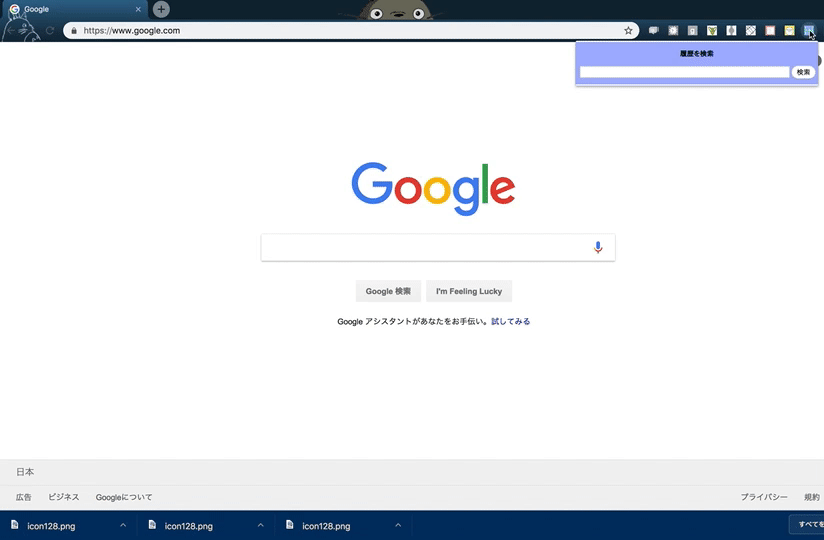 Google
https://www.google.com
履歴を検索
検索
Google
Google 検索
I'm Feeling Lucky
Google アシスタントがあなたをお手伝い。試してみる
日本
広告 ビジネス Googleについて プライバシー 規約
icon128.png icon128.png icon128.png すべてを